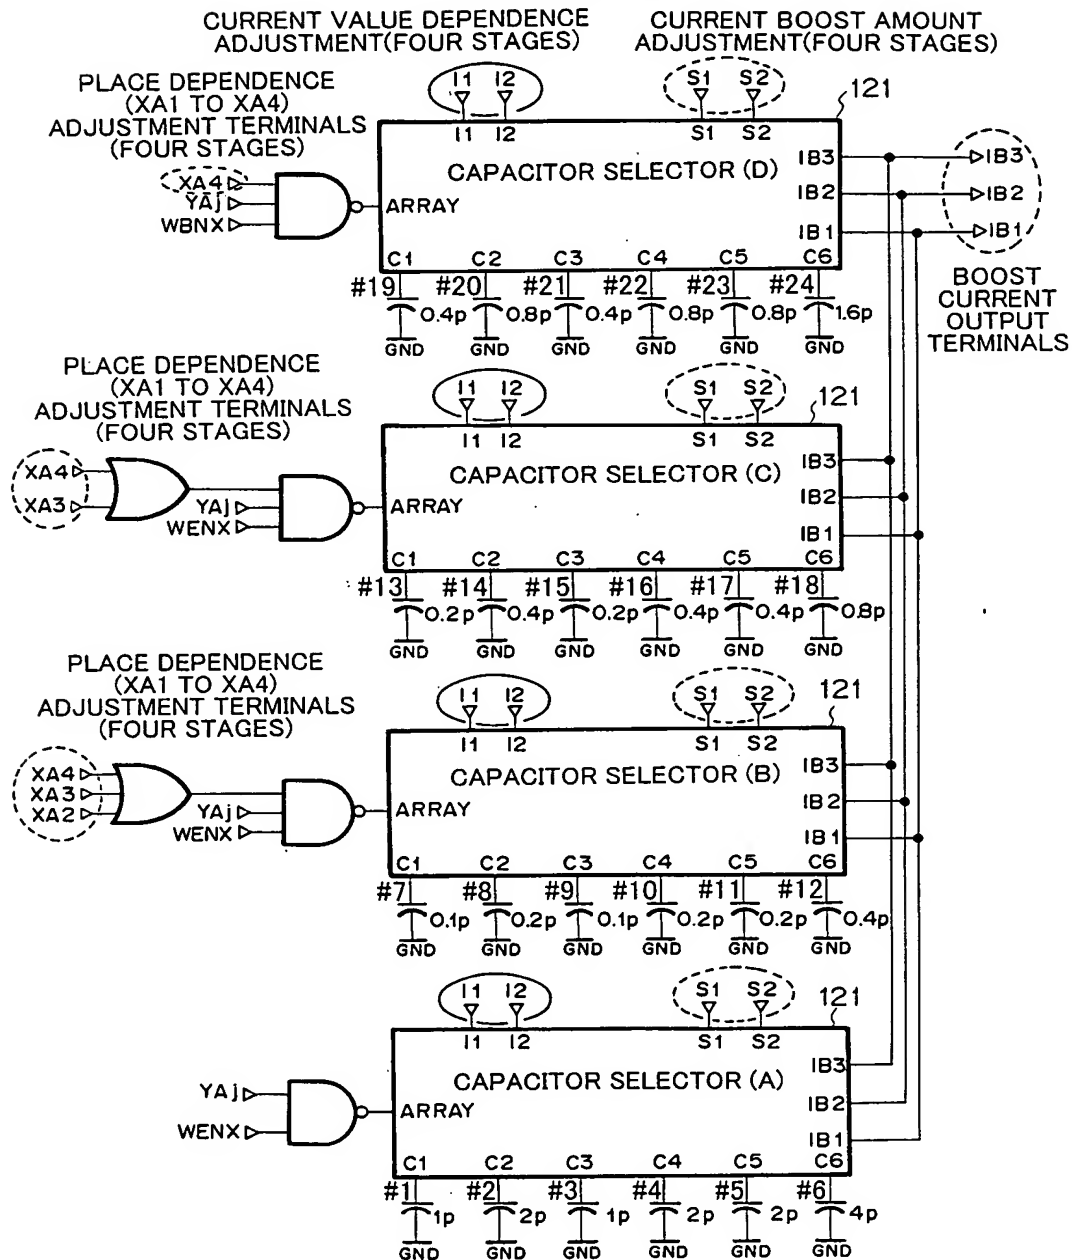 CURRENT VALUE DEPENDENCE
ADJUSTMENT(FOUR STAGES)
CURRENT BOOST AMOUNT
ADJUSTMENT(FOUR STAGES)
PLACE DEPENDENCE
(XA1 TO XA4)
ADJUSTMENT TERMINALS
(FOUR STAGES)
I1 I2
S1 S2
121
I1 I2
S1 S2
CAPACITOR SELECTOR (D)
XA4
YAj
WBNX
ARRAY
IB3
IB2
IB1
IB3
IB2
IB1
C1 C2 C3 C4 C5 C6
#19 #20 #21 #22 #23 #24
0.4p 0.8p 0.4p 0.8p 0.8p 1.6p
GND GND GND GND GND GND
BOOST
CURRENT
OUTPUT
TERMINALS
PLACE DEPENDENCE
(XA1 TO XA4)
ADJUSTMENT TERMINALS
(FOUR STAGES)
I1 I2
S1 S2
121
I1 I2
S1 S2
CAPACITOR SELECTOR (C)
XA4
XA3
YAj
WENX
ARRAY
IB3
IB2
IB1
C1 C2 C3 C4 C5 C6
#13 #14 #15 #16 #17 #18
0.2p 0.4p 0.2p 0.4p 0.4p 0.8p
GND GND GND GND GND GND
PLACE DEPENDENCE
(XA1 TO XA4)
ADJUSTMENT TERMINALS
(FOUR STAGES)
I1 I2
S1 S2
121
I1 I2
S1 S2
CAPACITOR SELECTOR (B)
XA4
XA3
XA2
YAj
WENX
ARRAY
IB3
IB2
IB1
C1 C2 C3 C4 C5 C6
#7 #8 #9 #10 #11 #12
0.1p 0.2p 0.1p 0.2p 0.2p 0.4p
GND GND GND GND GND GND
I1 I2
S1 S2
121
I1 I2
S1 S2
CAPACITOR SELECTOR (A)
YAj
WENX
ARRAY
IB3
IB2
IB1
C1 C2 C3 C4 C5 C6
#1 #2 #3 #4 #5 #6
1p 2p 1p 2p 2p 4p
GND GND GND GND GND GND